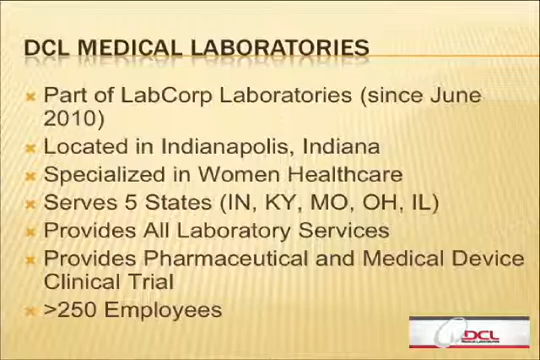 DCL MEDICAL LABORATORIES
Part of LabCorp Laboratories (since June
2010)
Located in Indianapolis, Indiana
Specialized in Women Healthcare
Serves 5 States (IN, KY, MO, OH, IL)
Provides All Laboratory Services
Provides Pharmaceutical and Medical Device
Clinical Trial
>250 Employees
DCL
Medical Laboratories